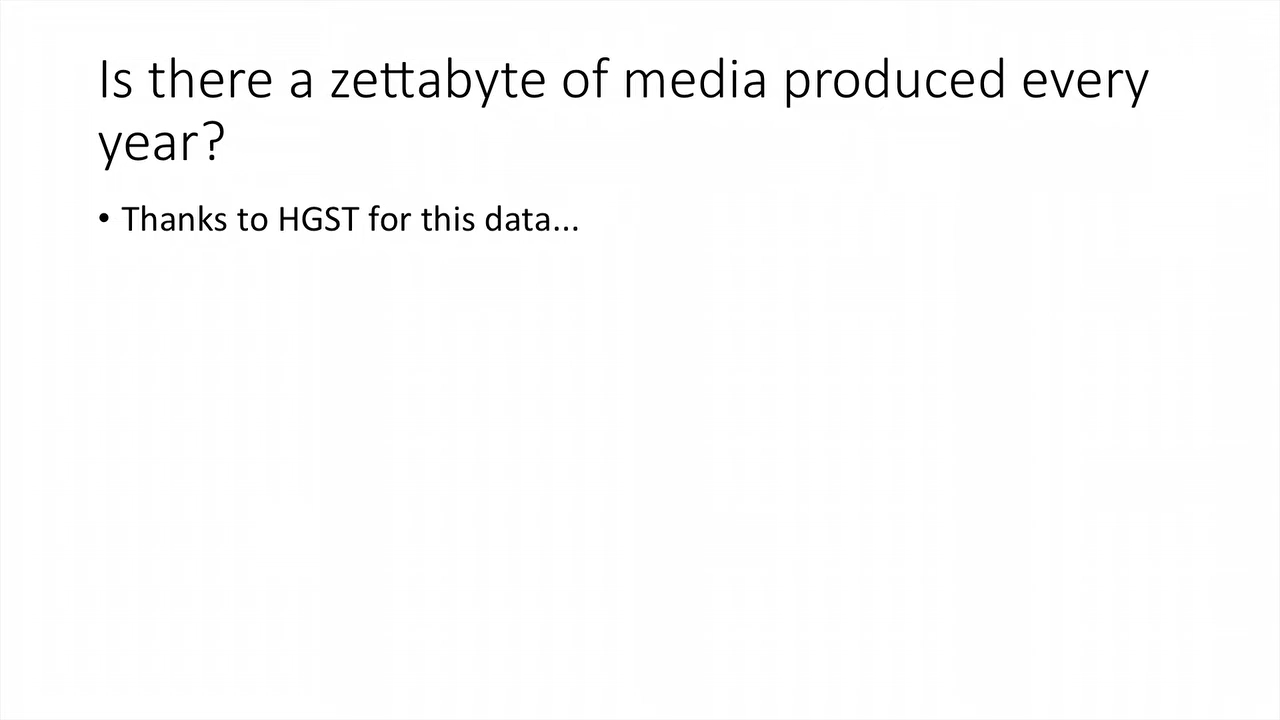 Is there a zettabyte of media produced every
year?
• Thanks to HGST for this data...